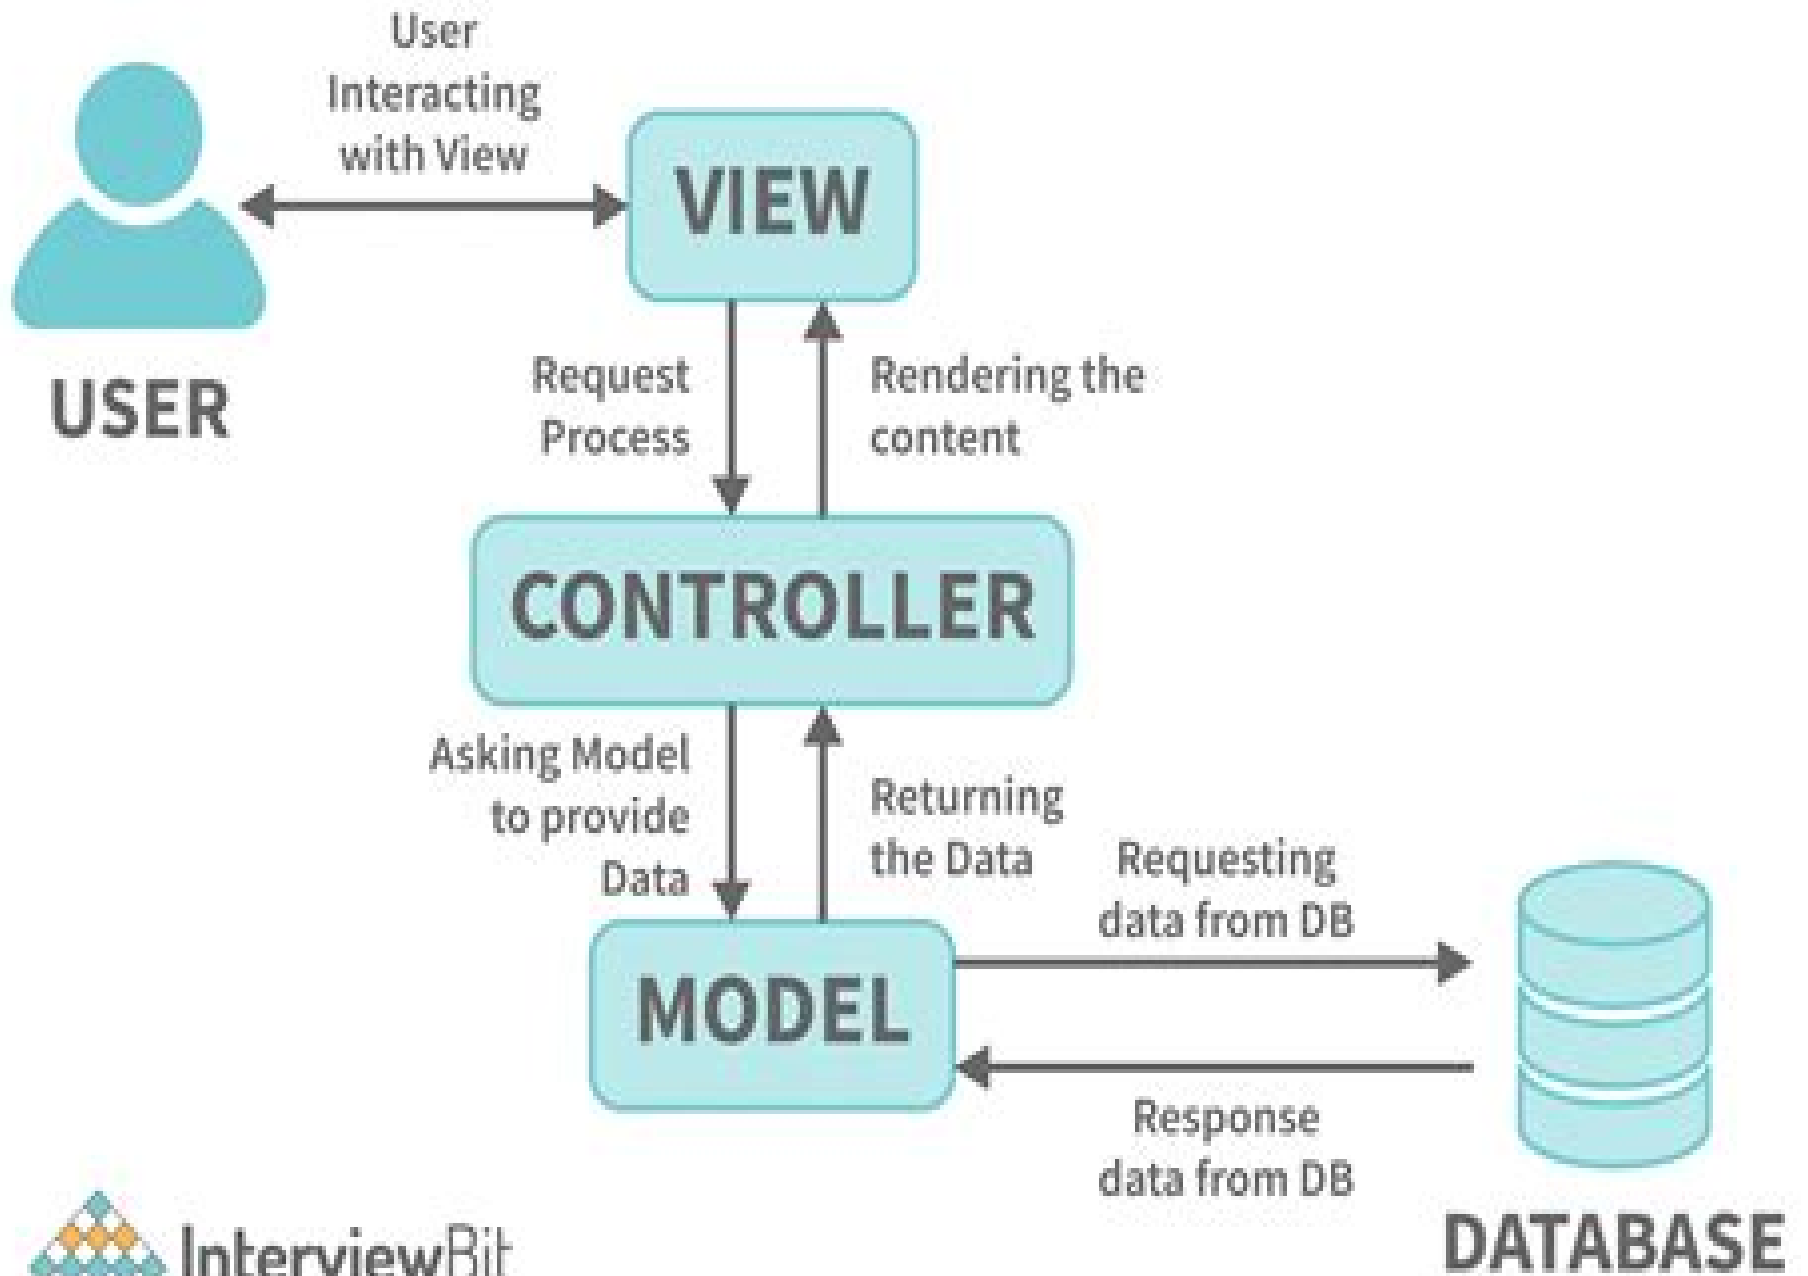 User
Interacting
with View
VIEW
USER
Request
Process
Rendering the
content
CONTROLLER
Asking Model
to provide
Data
Returning
the Data
Requesting
data from DB
MODEL
Response
data from DB
DATABASE
InterviewBit